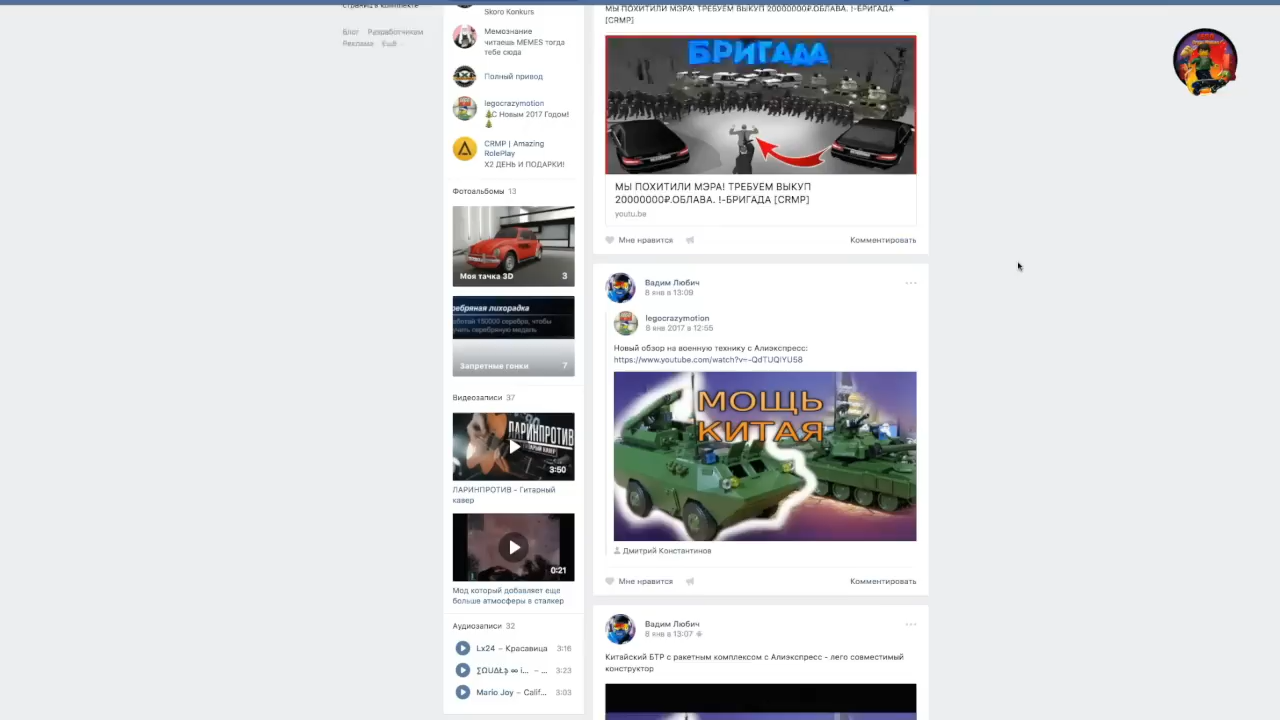 Страниц в комплекте
Блог Разработчикам
Реклама Ещё
Skoro Konkurs
Мемознание
читаешь MEMES тогда
тебе сюда
Полный привод
legocrazymotion
🎄С Новым 2017 Годом!
🎄
CRMP | Amazing
RolePlay
X2 ДЕНЬ И ПОДАРКИ!
Фотоальбомы 13
Моя тачка 3D 3
ребряная лихорадка
Запретные гонки 7
Видеозаписи 37
ЛАРИНПРОТИВ
3:50
ЛАРИНПРОТИВ - Гитарный
кавер
0:21
Мод который добавляет еще
больше атмосферы в сталкер
Аудиозаписи 32
Lx24 – Красавица 3:16
∞ i... – ... 3:23
Mario Joy – Calif... 3:03
МЫ ПОХИТИЛИ МЭРА! ТРЕБУЕМ ВЫКУП 20000000₽.ОБЛАВА. !-БРИГАДА
[CRMP]
БРИГАДА
МЫ ПОХИТИЛИ МЭРА! ТРЕБУЕМ ВЫКУП
20000000₽.ОБЛАВА. !-БРИГАДА [CRMP]
youtu.be
Мне нравится Комментировать
Вадим Любич
8 янв в 13:09
legocrazymotion
8 янв 2017 в 12:55
Новый обзор на военную технику с Алиэкспресс:
https://www.youtube.com/watch?v=-QdTUQlYU58
МОЩЬ
КИТАЯ
Дмитрий Константинов
Мне нравится Комментировать
Вадим Любич
8 янв в 13:07
Китайский БТР с ракетным комплексом с Алиэкспресс - лего совместимый
конструктор